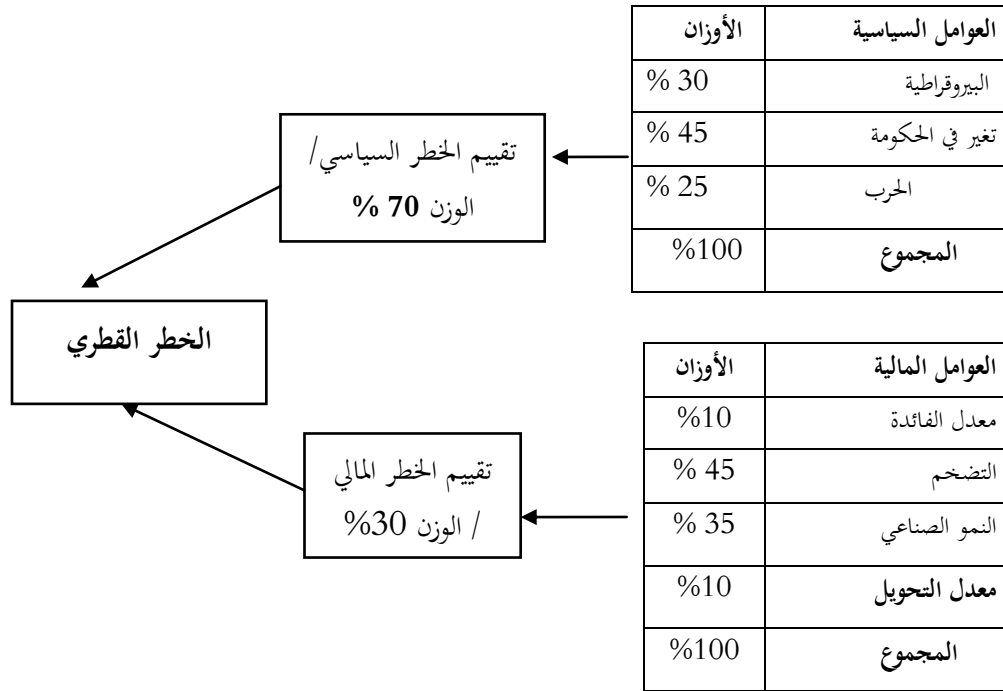 العوامل السياسية الأوزان
البيروقراطية 30 %
تغير في الحكومة 45 %
الحرب 25 %
المجموع 100%
تقييم الخطر السياسي/
الوزن 70 %
الخطر القطري
العوامل المالية الأوزان
معدل الفائدة 10%
التضخم 45 %
النمو الصناعي 35 %
معدل التحويل 10%
المجموع 100%
تقييم الخطر المالي
/ الوزن 30%